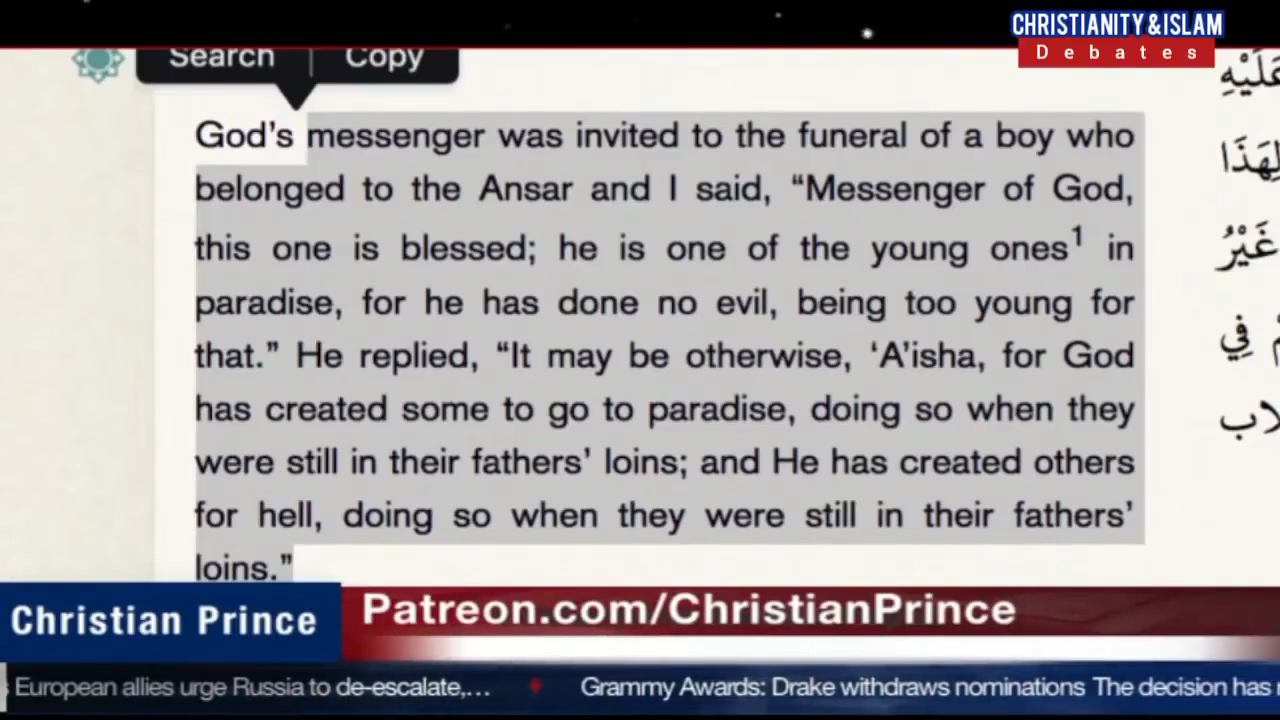 CHRISTIANITY & ISLAM
Debates
Search | Copy
God’s messenger was invited to the funeral of a boy who
belonged to the Ansar and I said, “Messenger of God,
this one is blessed; he is one of the young ones¹ in
paradise, for he has done no evil, being too young for
that.” He replied, “It may be otherwise, ‘A’isha, for God
has created some to go to paradise, doing so when they
were still in their fathers’ loins; and He has created others
for hell, doing so when they were still in their fathers’
loins.”
عَلَيْهِ
لِهَذَا
غَيْرُ
فِي
Christian Prince
Patreon.com/ChristianPrince
European allies urge Russia to de-escalate,... ♦ Grammy Awards: Drake withdraws nominations The decision has